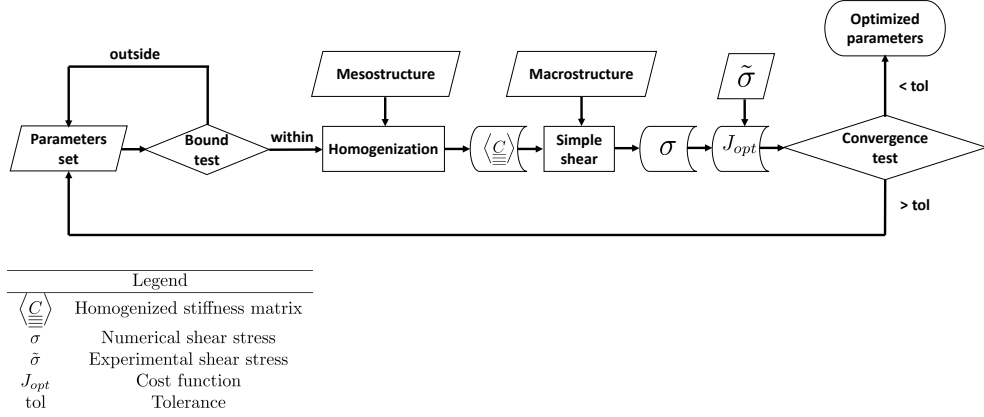 Optimized
parameters
outside
Mesostructure
Macrostructure
σ̃
< tol
Parameters
set
Bound
test
within
Homogenization
⟨C⟩
Simple
shear
σ
J_opt
Convergence
test
> tol
Legend
⟨C⟩ Homogenized stiffness matrix
σ Numerical shear stress
σ̃ Experimental shear stress
J_opt Cost function
tol Tolerance